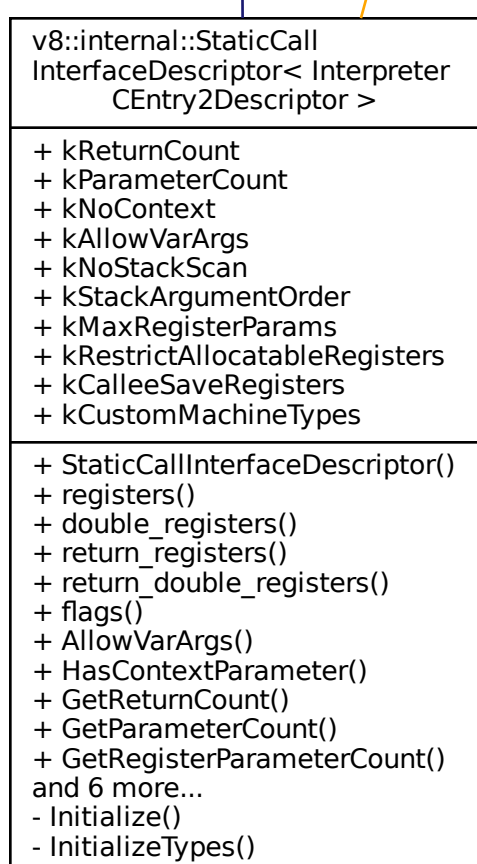 v8::internal::StaticCall
InterfaceDescriptor< Interpreter
CEntry2Descriptor >
+ kReturnCount
+ kParameterCount
+ kNoContext
+ kAllowVarArgs
+ kNoStackScan
+ kStackArgumentOrder
+ kMaxRegisterParams
+ kRestrictAllocatableRegisters
+ kCalleeSaveRegisters
+ kCustomMachineTypes
+ StaticCallInterfaceDescriptor()
+ registers()
+ double_registers()
+ return_registers()
+ return_double_registers()
+ flags()
+ AllowVarArgs()
+ HasContextParameter()
+ GetReturnCount()
+ GetParameterCount()
+ GetRegisterParameterCount()
and 6 more...
- Initialize()
- InitializeTypes()